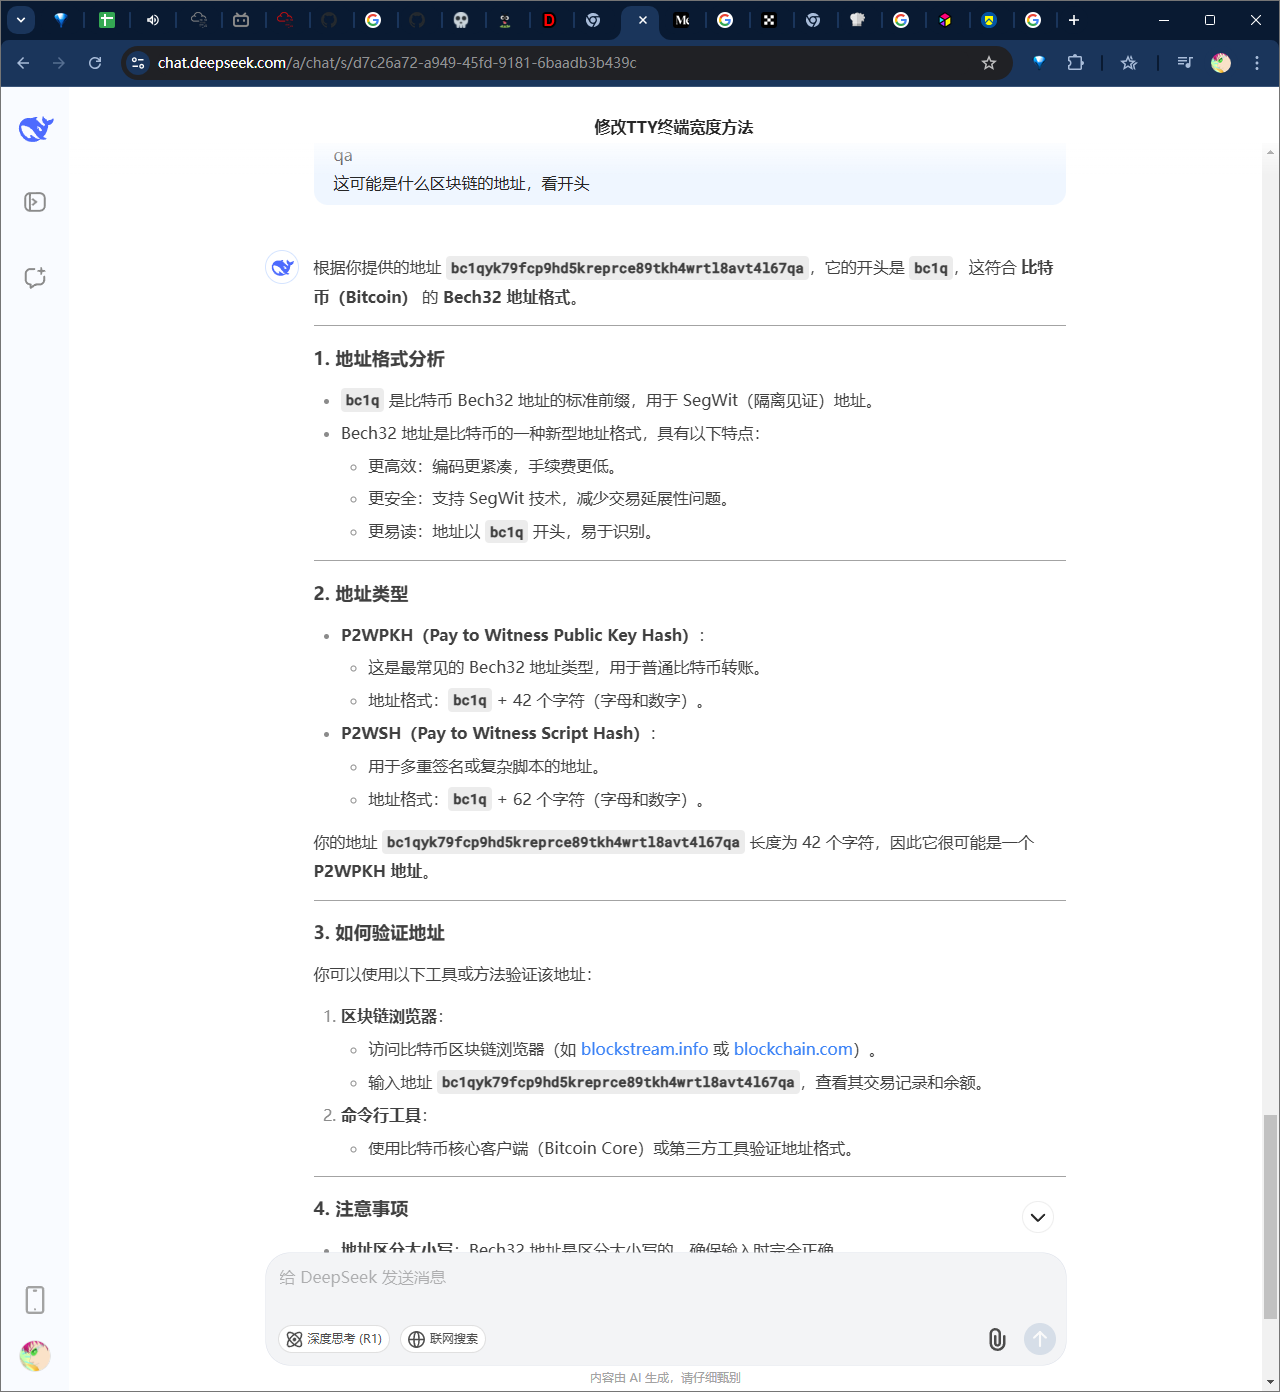 chat.deepseek.com/a/chat/s/d7c26a72-a949-45fd-9181-6baadb3b439c
修改TTY终端宽度方法
qa
这可能是什么区块链的地址，看开头
根据你提供的地址 bc1qyk79fcp9hd5kreprce89tkh4wrtl8avt4l67qa，它的开头是 bc1q，这符合 比特
币（Bitcoin） 的 Bech32 地址格式。
1. 地址格式分析
• bc1q 是比特币 Bech32 地址的标准前缀，用于 SegWit（隔离见证）地址。
• Bech32 地址是比特币的一种新型地址格式，具有以下特点：
◦ 更高效：编码更紧凑，手续费更低。
◦ 更安全：支持 SegWit 技术，减少交易延展性问题。
◦ 更易读：地址以 bc1q 开头，易于识别。
2. 地址类型
• P2WPKH（Pay to Witness Public Key Hash）：
◦ 这是最常见的 Bech32 地址类型，用于普通比特币转账。
◦ 地址格式：bc1q + 42 个字符（字母和数字）。
• P2WSH（Pay to Witness Script Hash）：
◦ 用于多重签名或复杂脚本的地址。
◦ 地址格式：bc1q + 62 个字符（字母和数字）。
你的地址 bc1qyk79fcp9hd5kreprce89tkh4wrtl8avt4l67qa 长度为 42 个字符，因此它很可能是一个
P2WPKH 地址。
3. 如何验证地址
你可以使用以下工具或方法验证该地址：
1. 区块链浏览器：
◦ 访问比特币区块链浏览器（如 blockstream.info 或 blockchain.com）。
◦ 输入地址 bc1qyk79fcp9hd5kreprce89tkh4wrtl8avt4l67qa，查看其交易记录和余额。
2. 命令行工具：
◦ 使用比特币核心客户端（Bitcoin Core）或第三方工具验证地址格式。
4. 注意事项
• 地址区分大小写：Bech32 地址是区分大小写的，确保输入时完全正确
给 DeepSeek 发送消息
深度思考 (R1) 联网搜索
内容由 AI 生成，请仔细甄别